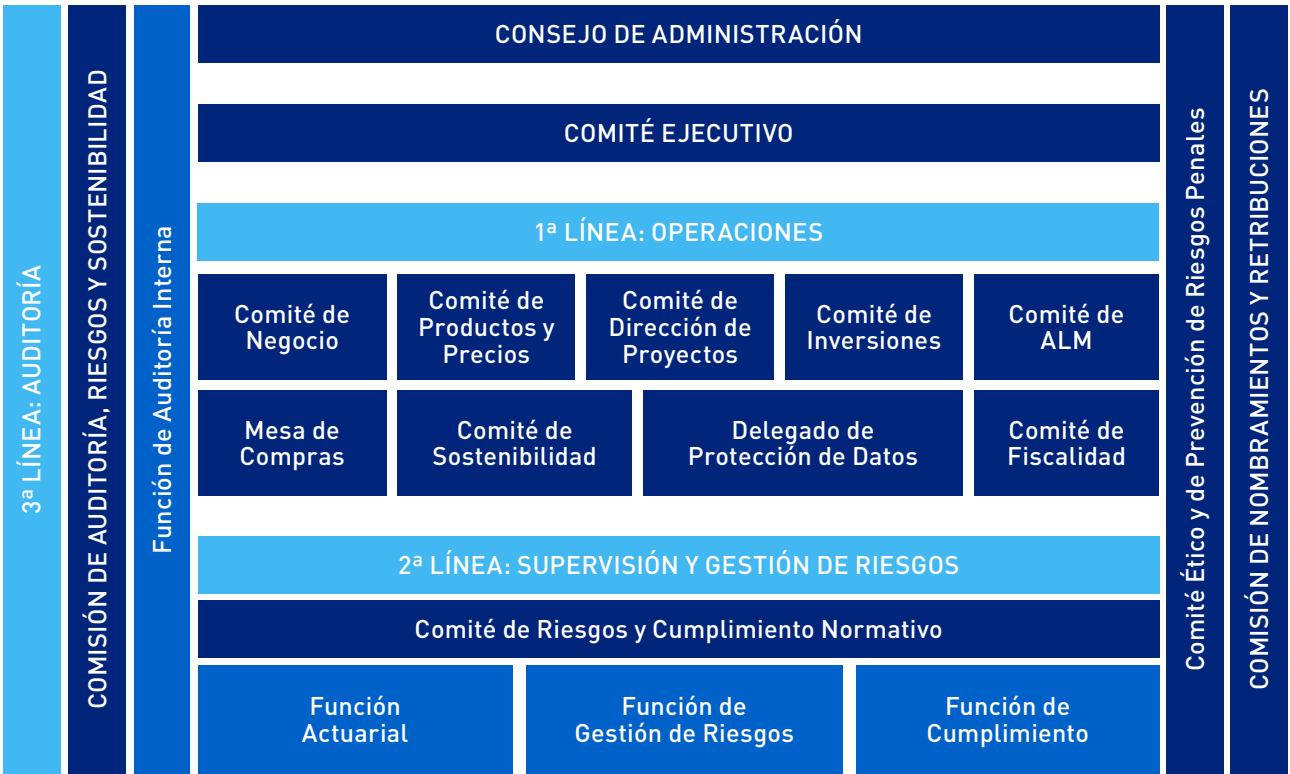 3ª LÍNEA: AUDITORÍA
COMISIÓN DE AUDITORÍA, RIESGOS Y SOSTENIBILIDAD
Función de Auditoría Interna
CONSEJO DE ADMINISTRACIÓN
COMITÉ EJECUTIVO
1ª LÍNEA: OPERACIONES
Comité de
Negocio
Comité de
Productos y
Precios
Comité de
Dirección de
Proyectos
Comité de
Inversiones
Comité de
ALM
Mesa de
Compras
Comité de
Sostenibilidad
Delegado de
Protección de Datos
Comité de
Fiscalidad
2ª LÍNEA: SUPERVISIÓN Y GESTIÓN DE RIESGOS
Comité de Riesgos y Cumplimiento Normativo
Función
Actuarial
Función de
Gestión de Riesgos
Función de
Cumplimiento
Comité Ético y de Prevención de Riesgos Penales
COMISIÓN DE NOMBRAMIENTOS Y RETRIBUCIONES